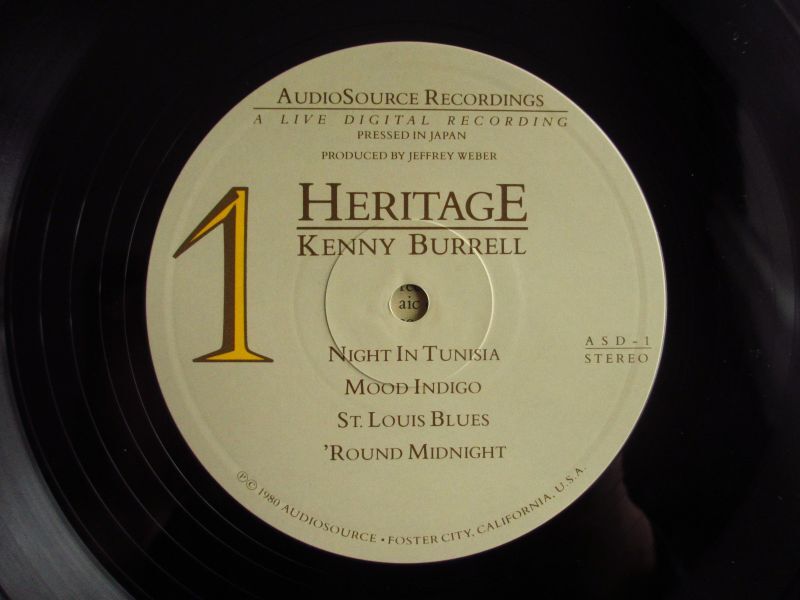 AUDIOSOURCE RECORDINGS
A LIVE DIGITAL RECORDING
PRESSED IN JAPAN
PRODUCED BY JEFFREY WEBER
1
HERITAGE
KENNY BURRELL
aic
NIGHT IN TUNISIA
MOOD INDIGO
ST. LOUIS BLUES
'ROUND MIDNIGHT
ASD-1
STEREO
℗© 1980 AUDIOSOURCE • FOSTER CITY, CALIFORNIA, U.S.A.